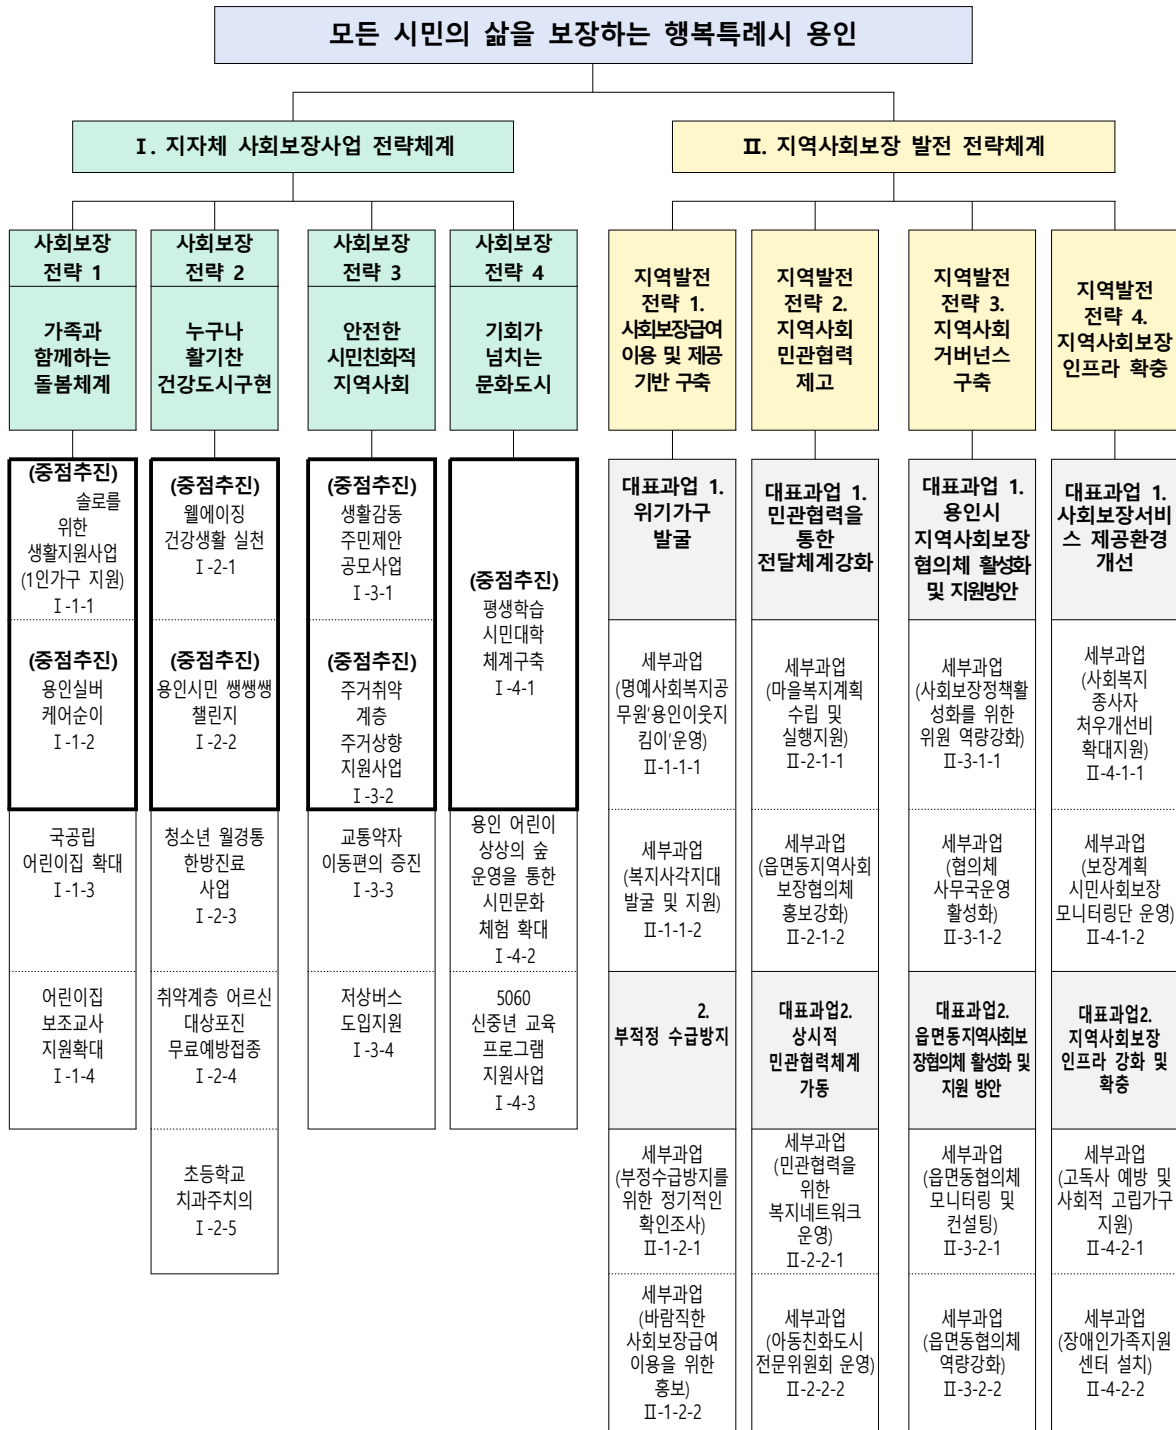 모든 시민의 삶을 보장하는 행복특례시 용인
Ⅰ. 지자체 사회보장사업 전략체계
사회보장
전략 1
가족과
함께하는
돌봄체계
(중점추진)
솔로를
위한
생활지원사업
(1인가구 지원)
Ⅰ-1-1
(중점추진)
용인실버
케어순이
Ⅰ-1-2
국공립
어린이집 확대
Ⅰ-1-3
어린이집
보조교사
지원확대
Ⅰ-1-4
사회보장
전략 2
누구나
활기찬
건강도시구현
(중점추진)
웰에이징
건강생활 실천
Ⅰ-2-1
(중점추진)
용인시민 쌩쌩쌩
챌린지
Ⅰ-2-2
청소년 월경통
한방진료
사업
Ⅰ-2-3
취약계층 어르신
대상포진
무료예방접종
Ⅰ-2-4
초등학교
치과주치의
Ⅰ-2-5
사회보장
전략 3
안전한
시민친화적
지역사회
(중점추진)
생활감동
주민제안
공모사업
Ⅰ-3-1
(중점추진)
주거취약
계층
주거상향
지원사업
Ⅰ-3-2
교통약자
이동편의 증진
Ⅰ-3-3
저상버스
도입지원
Ⅰ-3-4
사회보장
전략 4
기회가
넘치는
문화도시
(중점추진)
평생학습
시민대학
체계구축
Ⅰ-4-1
용인 어린이
상상의 숲
운영을 통한
시민문화
체험 확대
Ⅰ-4-2
5060
신중년 교육
프로그램
지원사업
Ⅰ-4-3
Ⅱ. 지역사회보장 발전 전략체계
지역발전
전략 1.
사회보장급여
이용 및 제공
기반 구축
대표과업 1.
위기가구
발굴
세부과업
(명예사회복지공
무원'용인이웃지
킴이'운영)
Ⅱ-1-1-1
세부과업
(복지사각지대
발굴 및 지원)
Ⅱ-1-1-2
2.
부적정 수급방지
세부과업
(부정수급방지를
위한 정기적인
확인조사)
Ⅱ-1-2-1
세부과업
(바람직한
사회보장급여
이용을 위한
홍보)
Ⅱ-1-2-2
지역발전
전략 2.
지역사회
민관협력
제고
대표과업 1.
민관협력을
통한
전달체계강화
세부과업
(마을복지계획
수립 및
실행지원)
Ⅱ-2-1-1
세부과업
(읍면동지역사회
보장협의체
홍보강화)
Ⅱ-2-1-2
대표과업2.
상시적
민관협력체계
가동
세부과업
(민관협력을
위한
복지네트워크
운영)
Ⅱ-2-2-1
세부과업
(아동친화도시
전문위원회 운영)
Ⅱ-2-2-2
지역발전
전략 3.
지역사회
거버넌스
구축
대표과업 1.
용인시
지역사회보장
협의체 활성화
및 지원방안
세부과업
(사회보장정책활
성화를 위한
위원 역량강화)
Ⅱ-3-1-1
세부과업
(협의체
사무국운영
활성화)
Ⅱ-3-1-2
대표과업2.
읍면동지역사회보
장협의체 활성화 및
지원 방안
세부과업
(읍면동협의체
모니터링 및
컨설팅)
Ⅱ-3-2-1
세부과업
(읍면동협의체
역량강화)
Ⅱ-3-2-2
지역발전
전략 4.
지역사회보장
인프라 확충
대표과업 1.
사회보장서비
스 제공환경
개선
세부과업
(사회복지
종사자
처우개선비
확대지원)
Ⅱ-4-1-1
세부과업
(보장계획
시민사회보장
모니터링단 운영)
Ⅱ-4-1-2
대표과업2.
지역사회보장
인프라 강화 및
확충
세부과업
(고독사 예방 및
사회적 고립가구
지원)
Ⅱ-4-2-1
세부과업
(장애인가족지원
센터 설치)
Ⅱ-4-2-2